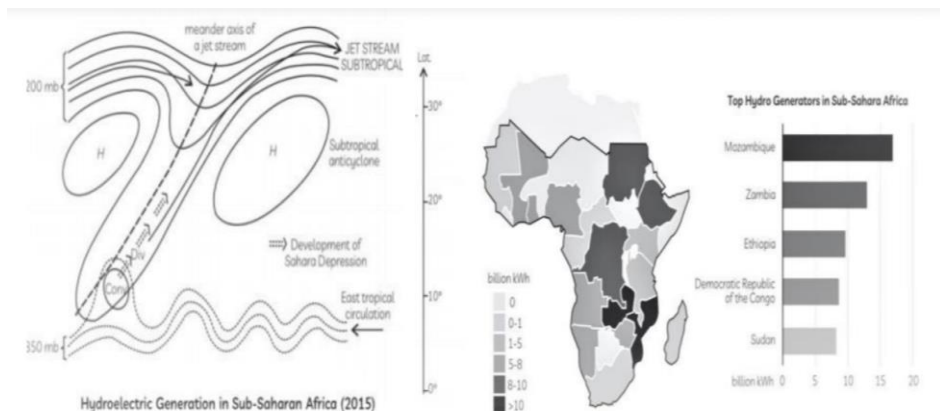 meander axis of
a jet stream
JET STREAM
SUBTROPICAL
200 mb
Lat.
30°
H
H
Subtropical
anticyclone
20°
Div
Development of
Sahara Depression
Conv
10°
East tropical
circulation
850 mb
0°
Hydroelectric Generation in Sub-Saharan Africa (2015)
billion kWh
0
0-1
1-5
5-8
8-10
>10
Top Hydro Generators in Sub-Sahara Africa
Mozambique
Zambia
Ethiopia
Democratic Republic
of the Congo
Sudan
billion kWh
0
5
10
15
20